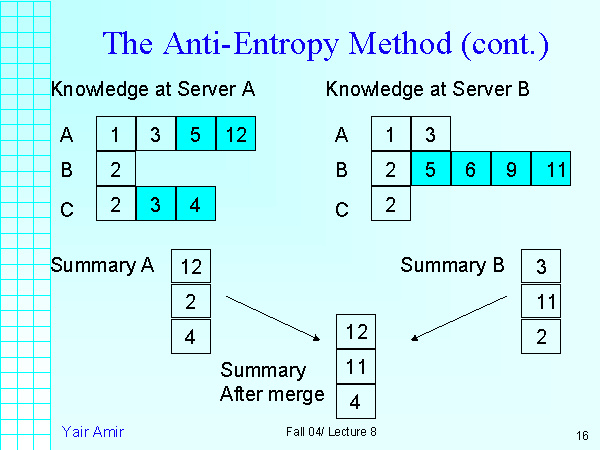 The Anti-Entropy Method (cont.)
Knowledge at Server A
Knowledge at Server B
A 1 3 5 12
B 2
C 2 3 4
A 1 3
B 2 5 6 9 11
C 2
Summary A
12
2
4
Summary B
3
11
2
Summary
After merge
12
11
4
Yair Amir
Fall 04/ Lecture 8
16